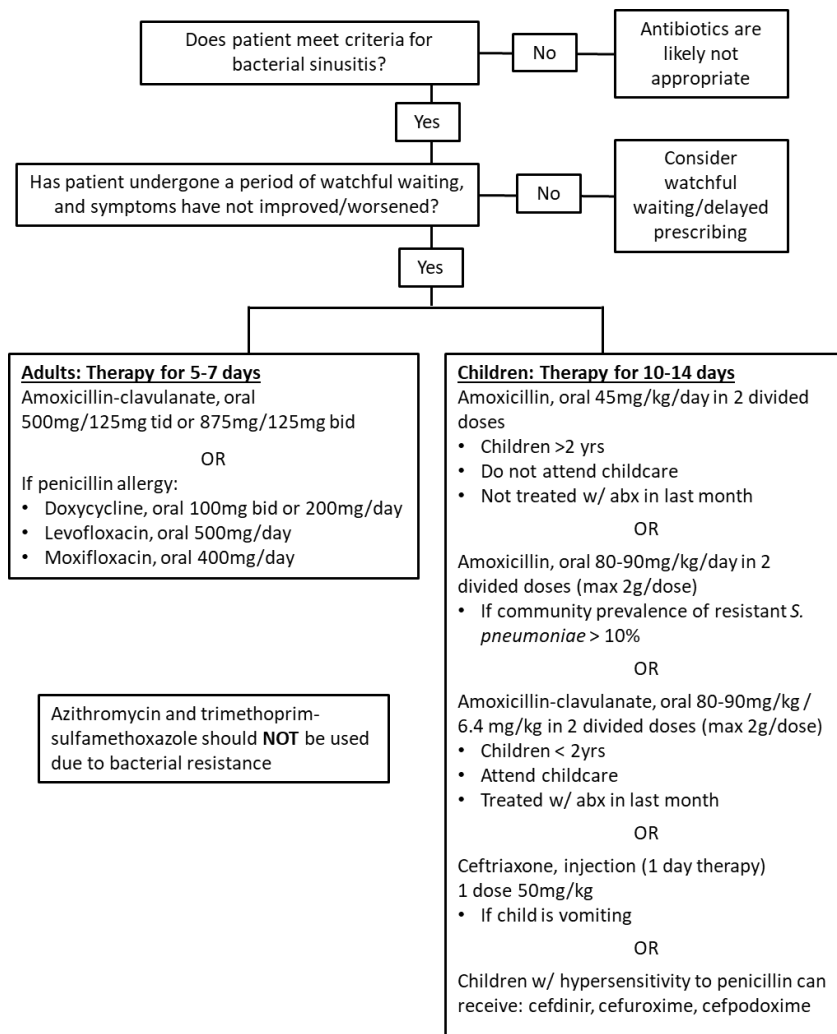 Does patient meet criteria for
bacterial sinusitis?
No
Antibiotics are
likely not
appropriate
Yes
Has patient undergone a period of watchful waiting,
and symptoms have not improved/worsened?
No
Consider
watchful
waiting/delayed
prescribing
Yes
Adults: Therapy for 5-7 days
Amoxicillin-clavulanate, oral
500mg/125mg tid or 875mg/125mg bid
OR
If penicillin allergy:
• Doxycycline, oral 100mg bid or 200mg/day
• Levofloxacin, oral 500mg/day
• Moxifloxacin, oral 400mg/day
Azithromycin and trimethoprim-
sulfamethoxazole should NOT be used
due to bacterial resistance
Children: Therapy for 10-14 days
Amoxicillin, oral 45mg/kg/day in 2 divided
doses
• Children >2 yrs
• Do not attend childcare
• Not treated w/ abx in last month
OR
Amoxicillin, oral 80-90mg/kg/day in 2
divided doses (max 2g/dose)
• If community prevalence of resistant S.
pneumoniae > 10%
OR
Amoxicillin-clavulanate, oral 80-90mg/kg /
6.4 mg/kg in 2 divided doses (max 2g/dose)
• Children < 2yrs
• Attend childcare
• Treated w/ abx in last month
OR
Ceftriaxone, injection (1 day therapy)
1 dose 50mg/kg
• If child is vomiting
OR
Children w/ hypersensitivity to penicillin can
receive: cefdinir, cefuroxime, cefpodoxime